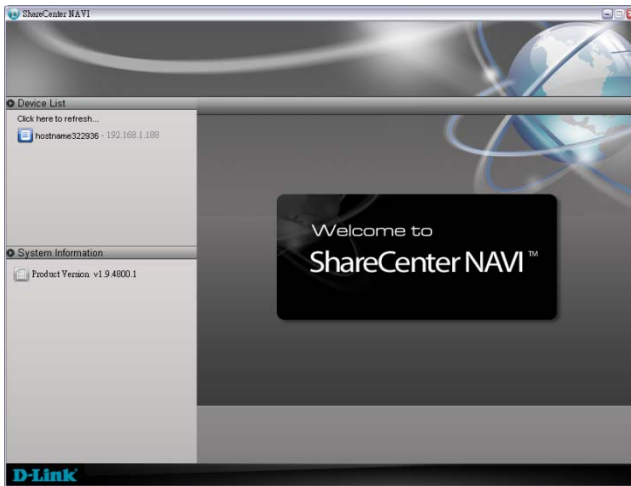 ShareCenter NAVI
Device List
Click here to refresh...
hostname322936 - 192.168.1.188
System Information
Product Version v1.9.4800.1
Welcome to
ShareCenter NAVI™
D-Link